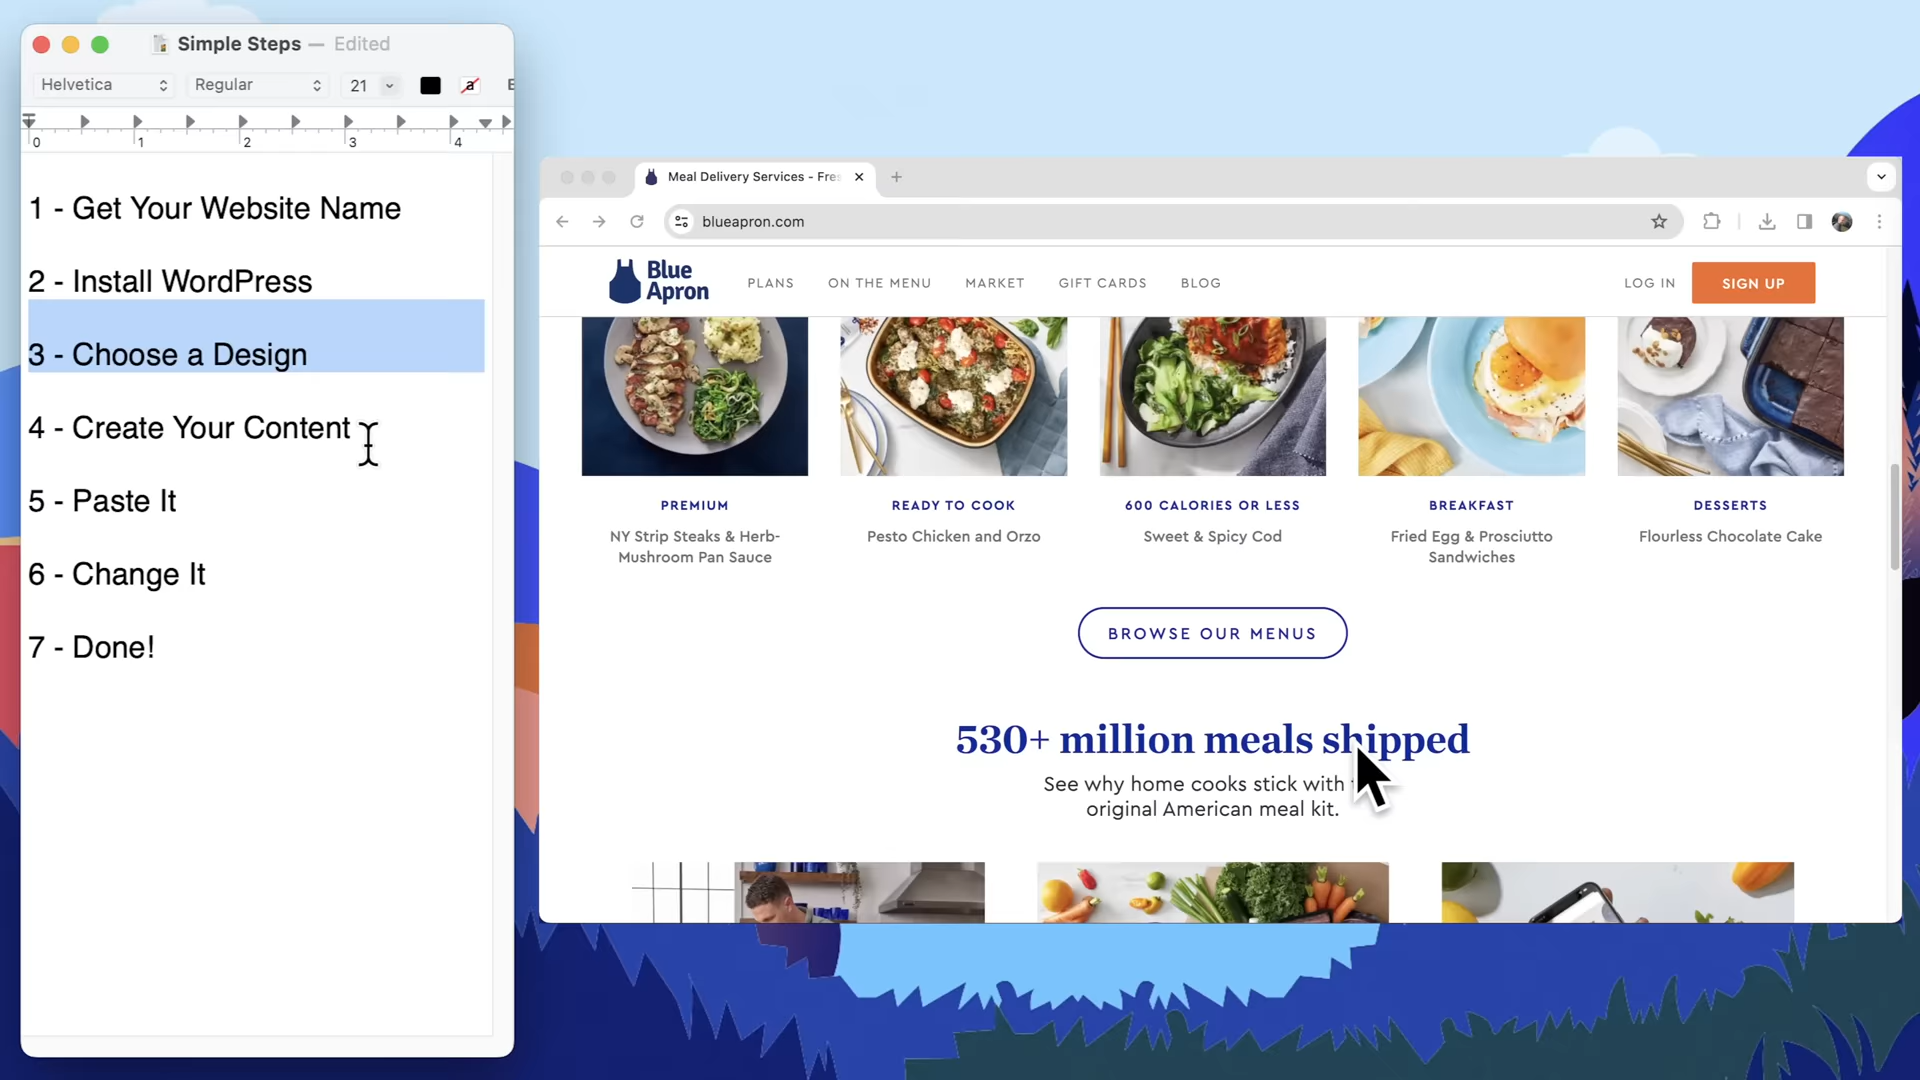 Simple Steps — Edited
Helvetica
Regular
21
a
0 1 2 3 4
1 - Get Your Website Name
2 - Install WordPress
3 - Choose a Design
4 - Create Your Content
5 - Paste It
6 - Change It
7 - Done!
Meal Delivery Services - Fres
blueapron.com
Blue
Apron
PLANS
ON THE MENU
MARKET
GIFT CARDS
BLOG
LOG IN
SIGN UP
PREMIUM
NY Strip Steaks & Herb-
Mushroom Pan Sauce
READY TO COOK
Pesto Chicken and Orzo
600 CALORIES OR LESS
Sweet & Spicy Cod
BREAKFAST
Fried Egg & Prosciutto
Sandwiches
DESSERTS
Flourless Chocolate Cake
BROWSE OUR MENUS
530+ million meals shipped
See why home cooks stick with
original American meal kit.